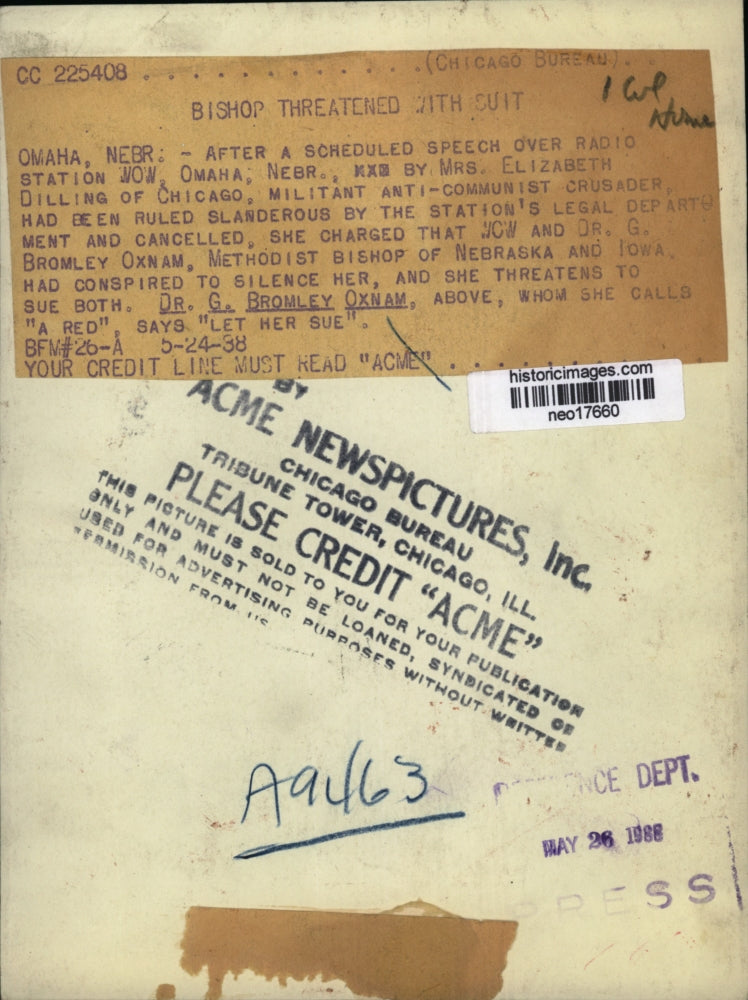 CC 225408 . . . . . . . . . . . . . (CHICAGO BUREAU). .
1 Col
BISHOP THREATENED WITH SUIT
OMAHA, NEBR: - AFTER A SCHEDULED SPEECH OVER RADIO
STATION WOW, OMAHA, NEBR., XXX BY MRS. ELIZABETH
DILLING OF CHICAGO, MILITANT ANTI-COMMUNIST CRUSADER,
HAD BEEN RULED SLANDEROUS BY THE STATION'S LEGAL DEPART
MENT AND CANCELLED, SHE CHARGED THAT WOW AND DR. G.
BROMLEY OXNAM, METHODIST BISHOP OF NEBRASKA AND IOWA,
HAD CONSPIRED TO SILENCE HER, AND SHE THREATENS TO
SUE BOTH. DR. G. BROMLEY OXNAM, ABOVE, WHOM SHE CALLS
"A RED", SAYS "LET HER SUE".
BFM#26-A 5-24-38
YOUR CREDIT LINE MUST READ "ACME" . . . . . . . .
historicimages.com
neo17660
BY
ACME NEWSPICTURES, Inc.
CHICAGO BUREAU
TRIBUNE TOWER, CHICAGO, ILL.
PLEASE CREDIT "ACME"
THIS PICTURE IS SOLD TO YOU FOR YOUR PUBLICATION
ONLY AND MUST NOT BE LOANED, SYNDICATED OR
USED FOR ADVERTISING PURPOSES WITHOUT WRITTEN
PERMISSION FROM US
A9463
DEPT.
MAY 26 1938
PRESS